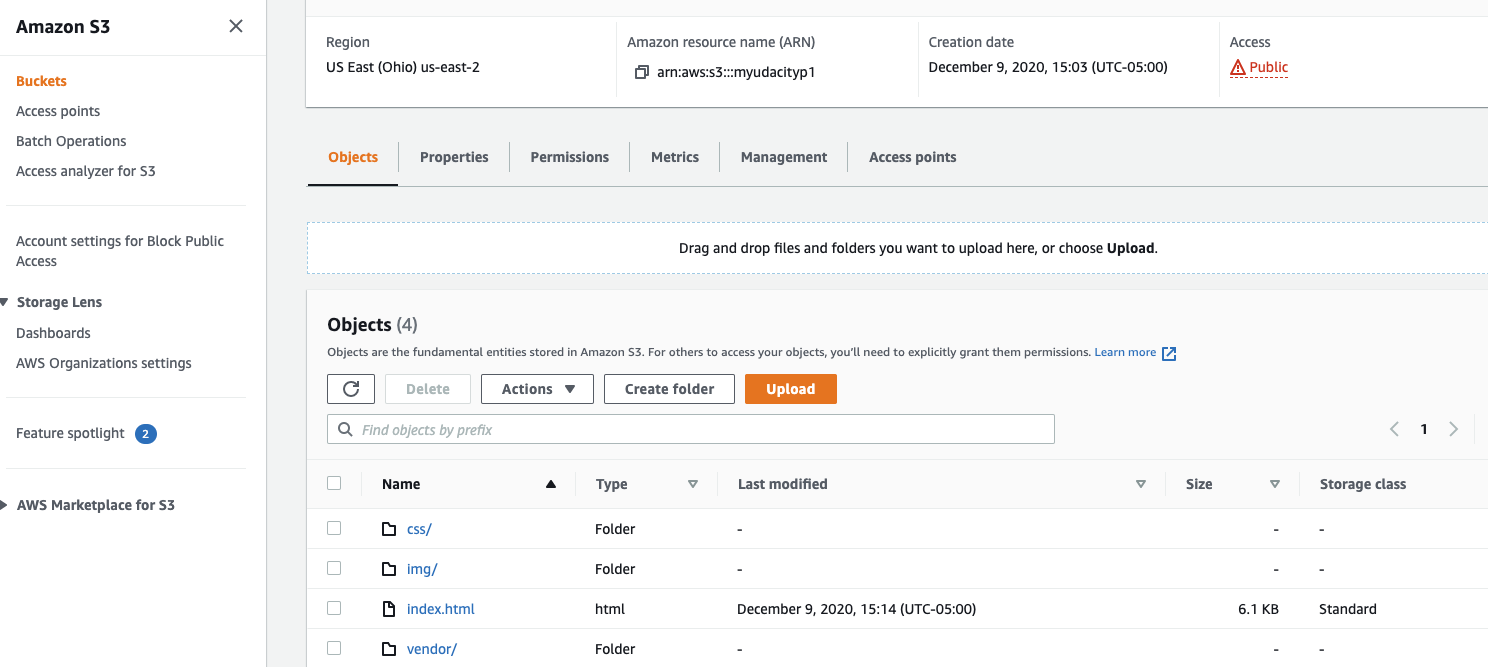 Amazon S3
Buckets
Access points
Batch Operations
Access analyzer for S3
Account settings for Block Public
Access
Storage Lens
Dashboards
AWS Organizations settings
Feature spotlight 2
AWS Marketplace for S3
Region
US East (Ohio) us-east-2
Amazon resource name (ARN)
arn:aws:s3:::myudacityp1
Creation date
December 9, 2020, 15:03 (UTC-05:00)
Access
Public
Objects Properties Permissions Metrics Management Access points
Drag and drop files and folders you want to upload here, or choose Upload.
Objects (4)
Objects are the fundamental entities stored in Amazon S3. For others to access your objects, you'll need to explicitly grant them permissions. Learn more
Delete Actions Create folder Upload
Find objects by prefix
1
Name Type Last modified Size Storage class
css/ Folder - - -
img/ Folder - - -
index.html html December 9, 2020, 15:14 (UTC-05:00) 6.1 KB Standard
vendor/ Folder - - -